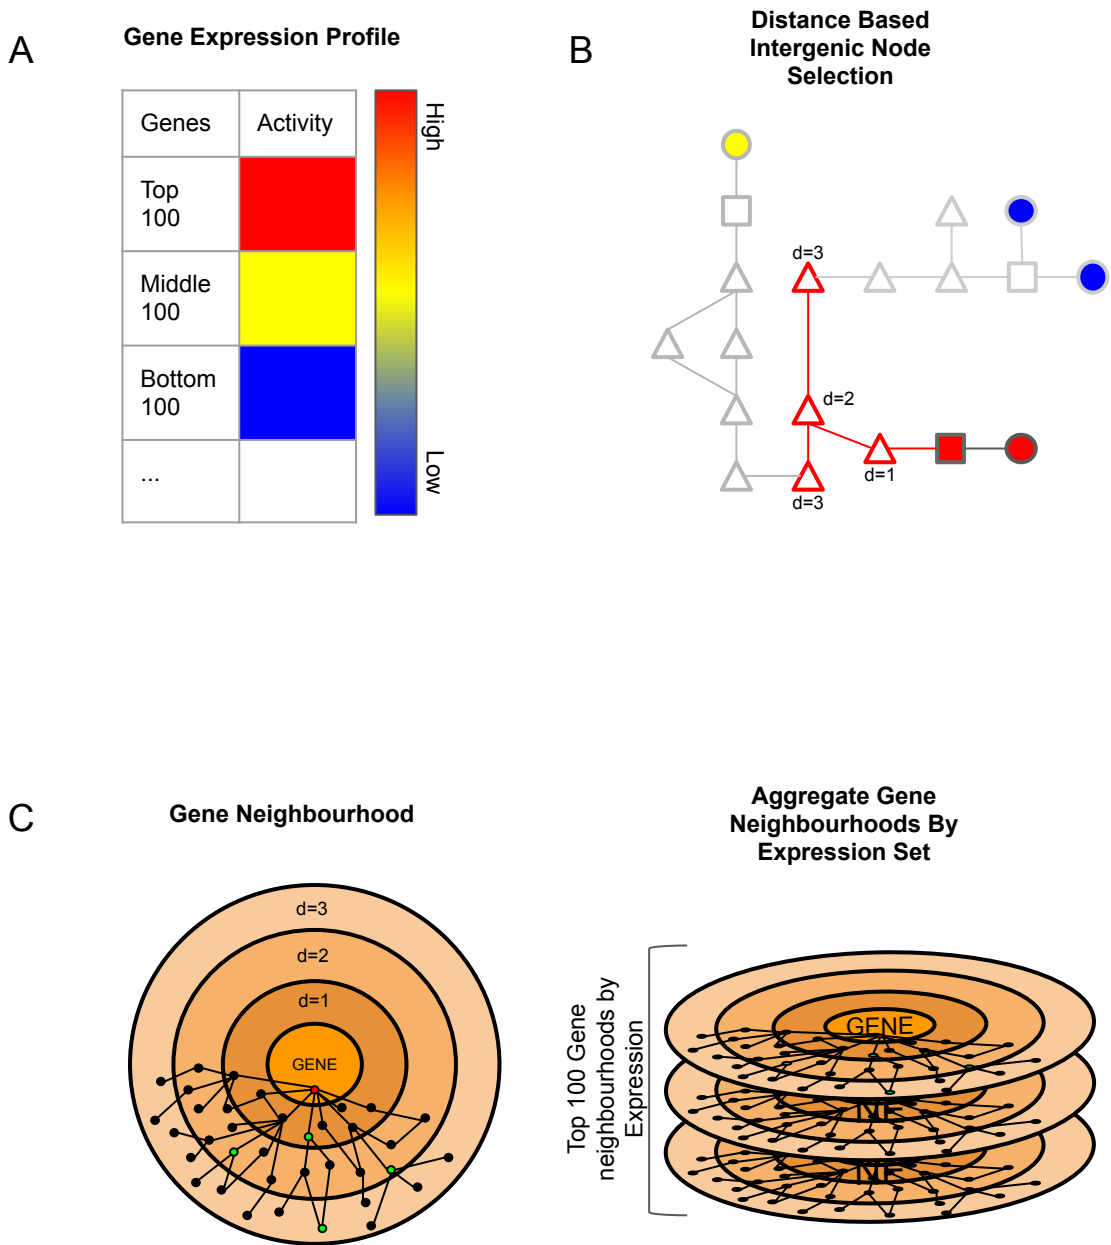 A
Gene Expression Profile
Genes
Activity
Top
100
Middle
100
Bottom
100
...
High
Low
B
Distance Based
Intergenic Node
Selection
d=3
d=2
d=1
d=3
C
Gene Neighbourhood
d=3
d=2
d=1
GENE
Aggregate Gene
Neighbourhoods By
Expression Set
Top 100 Gene
neighbourhoods by
Expression
GENE
NE
NE